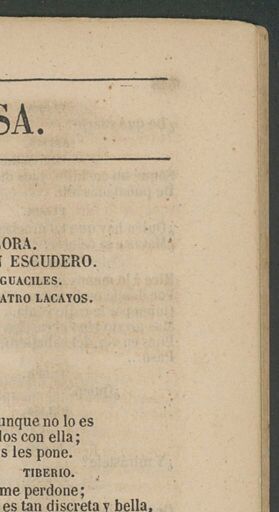 SA.
LORA.
N ESCUDERO.
GUACILES.
ATRO LACAYOS.
unque no lo es
los con ella;
s les pone.
TIBERIO.
me perdone;
es tan discreta y bella,